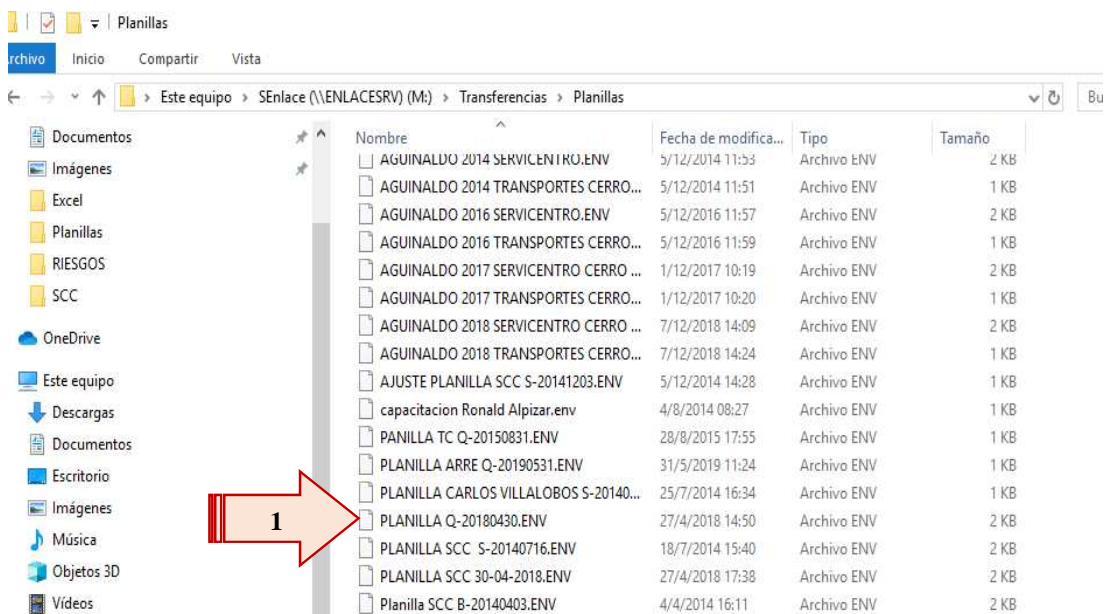 Planillas
Archivo Inicio Compartir Vista
Este equipo > SEnlace (\\ENLACESRV) (M:) > Transferencias > Planillas
Bu
Documentos
Imágenes
Excel
Planillas
RIESGOS
SCC
OneDrive
Este equipo
Descargas
Documentos
Escritorio
Imágenes
Música
Objetos 3D
Vídeos
1
Nombre Fecha de modifica... Tipo Tamaño
AGUINALDO 2014 SERVICENTRO.ENV 5/12/2014 11:53 Archivo ENV 2 KB
AGUINALDO 2014 TRANSPORTES CERRO... 5/12/2014 11:51 Archivo ENV 1 KB
AGUINALDO 2016 SERVICENTRO.ENV 5/12/2016 11:57 Archivo ENV 2 KB
AGUINALDO 2016 TRANSPORTES CERRO... 5/12/2016 11:59 Archivo ENV 1 KB
AGUINALDO 2017 SERVICENTRO CERRO ... 1/12/2017 10:19 Archivo ENV 2 KB
AGUINALDO 2017 TRANSPORTES CERRO... 1/12/2017 10:20 Archivo ENV 1 KB
AGUINALDO 2018 SERVICENTRO CERRO ... 7/12/2018 14:09 Archivo ENV 2 KB
AGUINALDO 2018 TRANSPORTES CERRO... 7/12/2018 14:24 Archivo ENV 1 KB
AJUSTE PLANILLA SCC S-20141203.ENV 5/12/2014 14:28 Archivo ENV 1 KB
capacitacion Ronald Alpizar.env 4/8/2014 08:27 Archivo ENV 1 KB
PANILLA TC Q-20150831.ENV 28/8/2015 17:55 Archivo ENV 1 KB
PLANILLA ARRE Q-20190531.ENV 31/5/2019 11:24 Archivo ENV 1 KB
PLANILLA CARLOS VILLALOBOS S-20140... 25/7/2014 16:34 Archivo ENV 1 KB
PLANILLA Q-20180430.ENV 27/4/2018 14:50 Archivo ENV 2 KB
PLANILLA SCC S-20140716.ENV 18/7/2014 15:40 Archivo ENV 2 KB
PLANILLA SCC 30-04-2018.ENV 27/4/2018 17:38 Archivo ENV 2 KB
Planilla SCC B-20140403.ENV 4/4/2014 16:11 Archivo ENV 2 KB